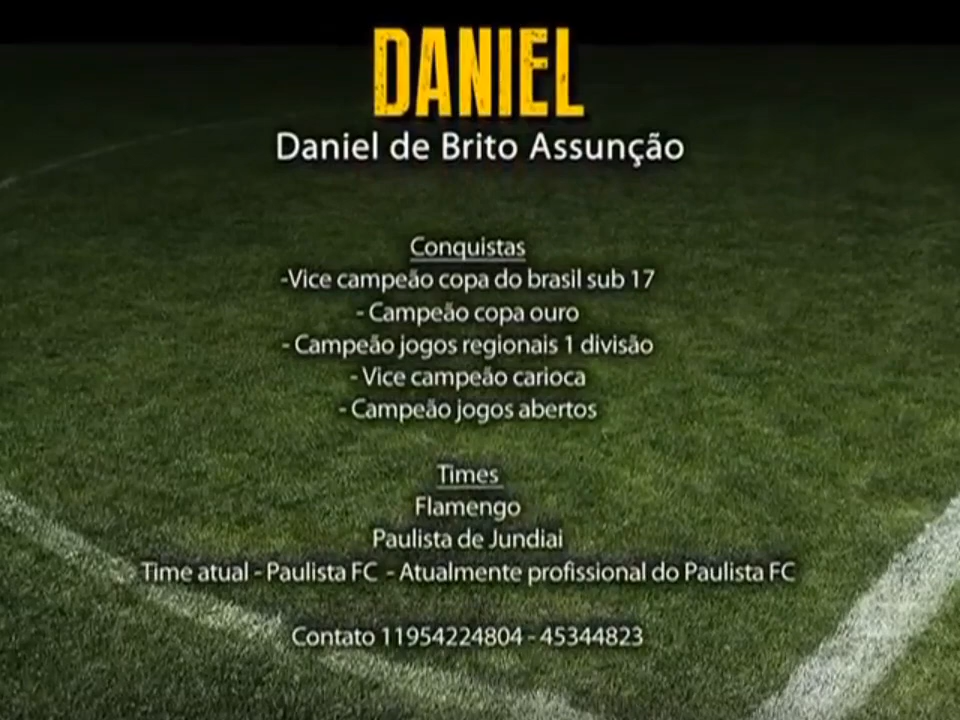 DANIEL
Daniel de Brito Assunção
Conquistas
-Vice campeão copa do brasil sub 17
- Campeão copa ouro
- Campeão jogos regionais 1 divisão
- Vice campeão carioca
- Campeão jogos abertos
Times
Flamengo
Paulista de Jundiai
Time atual - Paulista FC - Atualmente profissional do Paulista FC
Contato 11954224804 - 45344823